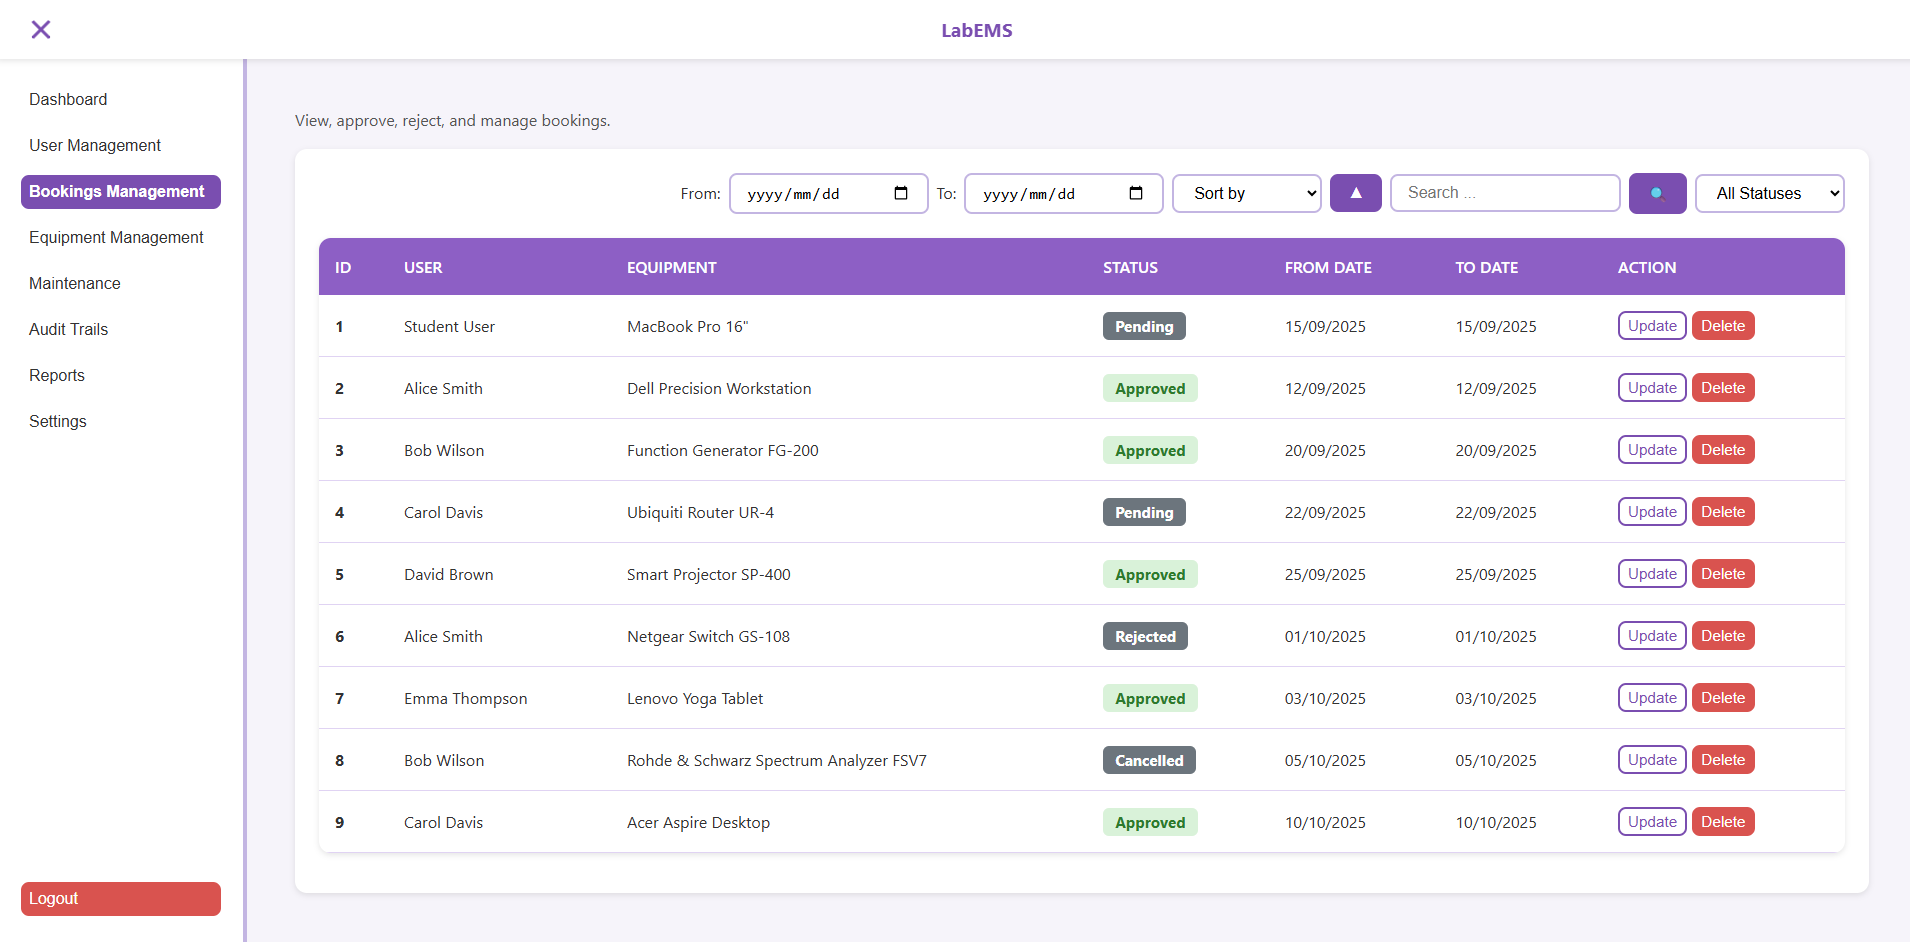 LabEMS
Dashboard
User Management
Bookings Management
Equipment Management
Maintenance
Audit Trails
Reports
Settings
Logout
View, approve, reject, and manage bookings.
From: yyyy/mm/dd To: yyyy/mm/dd Sort by ▲ Search ... All Statuses
ID USER EQUIPMENT STATUS FROM DATE TO DATE ACTION
1 Student User MacBook Pro 16" Pending 15/09/2025 15/09/2025 Update Delete
2 Alice Smith Dell Precision Workstation Approved 12/09/2025 12/09/2025 Update Delete
3 Bob Wilson Function Generator FG-200 Approved 20/09/2025 20/09/2025 Update Delete
4 Carol Davis Ubiquiti Router UR-4 Pending 22/09/2025 22/09/2025 Update Delete
5 David Brown Smart Projector SP-400 Approved 25/09/2025 25/09/2025 Update Delete
6 Alice Smith Netgear Switch GS-108 Rejected 01/10/2025 01/10/2025 Update Delete
7 Emma Thompson Lenovo Yoga Tablet Approved 03/10/2025 03/10/2025 Update Delete
8 Bob Wilson Rohde & Schwarz Spectrum Analyzer FSV7 Cancelled 05/10/2025 05/10/2025 Update Delete
9 Carol Davis Acer Aspire Desktop Approved 10/10/2025 10/10/2025 Update Delete